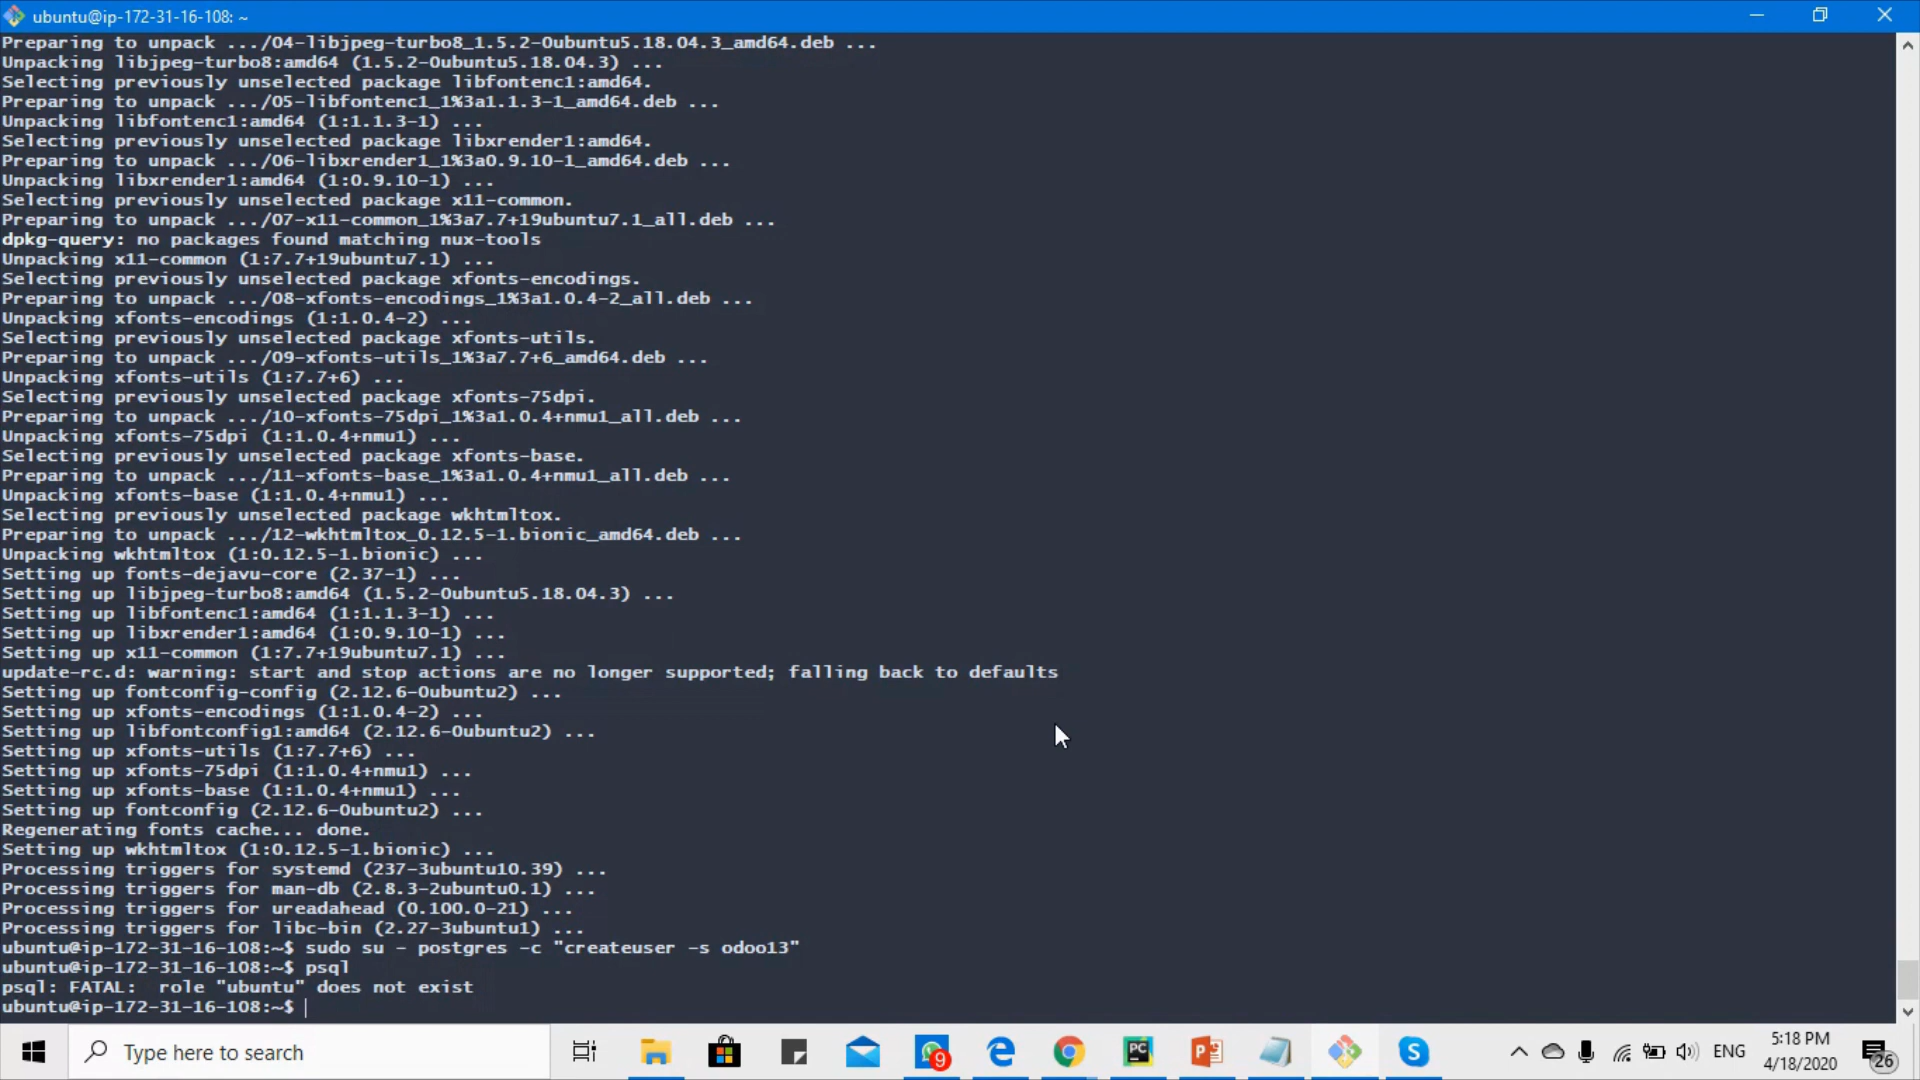 ubuntu@ip-172-31-16-108: ~
Preparing to unpack .../04-libjpeg-turbo8_1.5.2-0ubuntu5.18.04.3_amd64.deb ...
Unpacking libjpeg-turbo8:amd64 (1.5.2-0ubuntu5.18.04.3) ...
Selecting previously unselected package libfontenc1:amd64.
Preparing to unpack .../05-libfontenc1_1%3a1.1.3-1_amd64.deb ...
Unpacking libfontenc1:amd64 (1:1.1.3-1) ...
Selecting previously unselected package libxrender1:amd64.
Preparing to unpack .../06-libxrender1_1%3a0.9.10-1_amd64.deb ...
Unpacking libxrender1:amd64 (1:0.9.10-1) ...
Selecting previously unselected package x11-common.
Preparing to unpack .../07-x11-common_1%3a7.7+19ubuntu7.1_all.deb ...
dpkg-query: no packages found matching nux-tools
Unpacking x11-common (1:7.7+19ubuntu7.1) ...
Selecting previously unselected package xfonts-encodings.
Preparing to unpack .../08-xfonts-encodings_1%3a1.0.4-2_all.deb ...
Unpacking xfonts-encodings (1:1.0.4-2) ...
Selecting previously unselected package xfonts-utils.
Preparing to unpack .../09-xfonts-utils_1%3a7.7+6_amd64.deb ...
Unpacking xfonts-utils (1:7.7+6) ...
Selecting previously unselected package xfonts-75dpi.
Preparing to unpack .../10-xfonts-75dpi_1%3a1.0.4+nmu1_all.deb ...
Unpacking xfonts-75dpi (1:1.0.4+nmu1) ...
Selecting previously unselected package xfonts-base.
Preparing to unpack .../11-xfonts-base_1%3a1.0.4+nmu1_all.deb ...
Unpacking xfonts-base (1:1.0.4+nmu1) ...
Selecting previously unselected package wkhtmltox.
Preparing to unpack .../12-wkhtmltox_0.12.5-1.bionic_amd64.deb ...
Unpacking wkhtmltox (1:0.12.5-1.bionic) ...
Setting up fonts-dejavu-core (2.37-1) ...
Setting up libjpeg-turbo8:amd64 (1.5.2-0ubuntu5.18.04.3) ...
Setting up libfontenc1:amd64 (1:1.1.3-1) ...
Setting up libxrender1:amd64 (1:0.9.10-1) ...
Setting up x11-common (1:7.7+19ubuntu7.1) ...
update-rc.d: warning: start and stop actions are no longer supported; falling back to defaults
Setting up fontconfig-config (2.12.6-0ubuntu2) ...
Setting up xfonts-encodings (1:1.0.4-2) ...
Setting up libfontconfig1:amd64 (2.12.6-0ubuntu2) ...
Setting up xfonts-utils (1:7.7+6) ...
Setting up xfonts-75dpi (1:1.0.4+nmu1) ...
Setting up xfonts-base (1:1.0.4+nmu1) ...
Setting up fontconfig (2.12.6-0ubuntu2) ...
Regenerating fonts cache... done.
Setting up wkhtmltox (1:0.12.5-1.bionic) ...
Processing triggers for systemd (237-3ubuntu10.39) ...
Processing triggers for man-db (2.8.3-2ubuntu0.1) ...
Processing triggers for ureadahead (0.100.0-21) ...
Processing triggers for libc-bin (2.27-3ubuntu1) ...
ubuntu@ip-172-31-16-108:~$ sudo su - postgres -c "createuser -s odoo13"
ubuntu@ip-172-31-16-108:~$ psql
psql: FATAL:  role "ubuntu" does not exist
ubuntu@ip-172-31-16-108:~$
Type here to search
9
PC
S
ENG
5:18 PM
4/18/2020
26